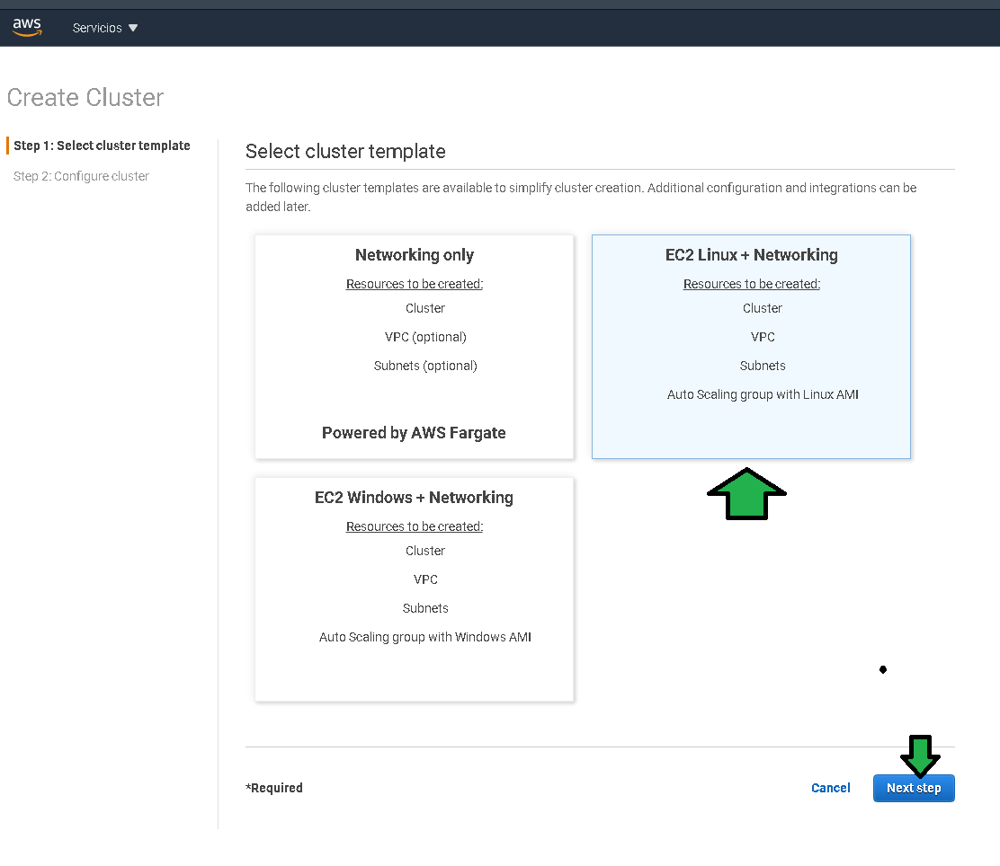 aws
Servicios
Create Cluster
Step 1: Select cluster template
Step 2: Configure cluster
Select cluster template
The following cluster templates are available to simplify cluster creation. Additional configuration and integrations can be
added later.
Networking only
Resources to be created:
Cluster
VPC (optional)
Subnets (optional)
Powered by AWS Fargate
EC2 Linux + Networking
Resources to be created:
Cluster
VPC
Subnets
Auto Scaling group with Linux AMI
EC2 Windows + Networking
Resources to be created:
Cluster
VPC
Subnets
Auto Scaling group with Windows AMI
*Required
Cancel
Next step